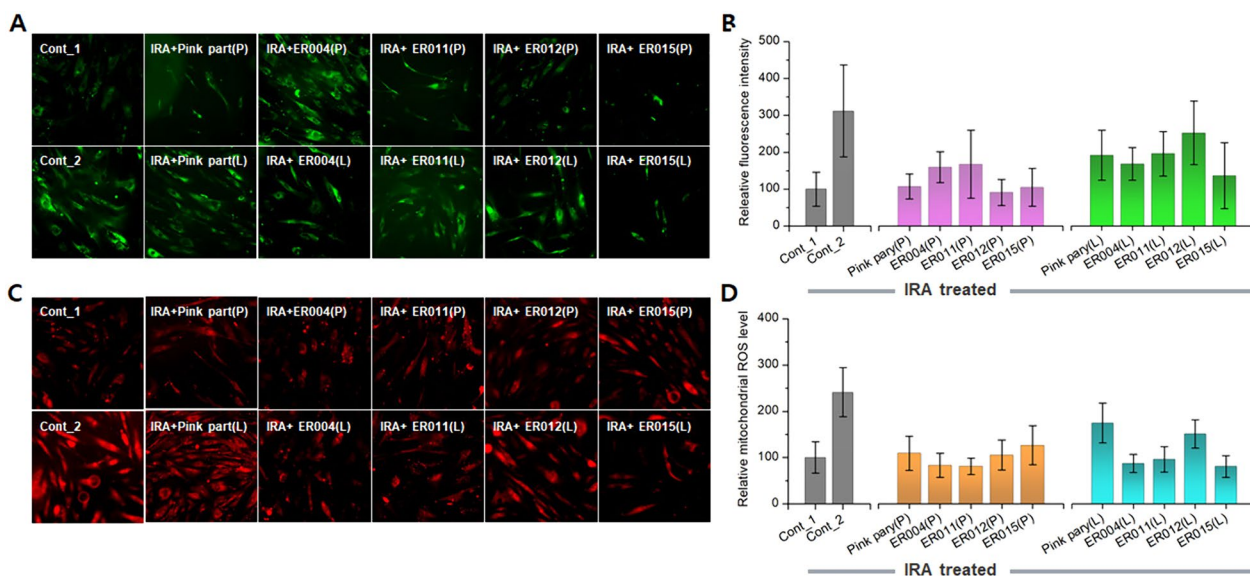 A
Cont_1
IRA+Pink part(P)
IRA+ER004(P)
IRA+ ER011(P)
IRA+ ER012(P)
IRA+ ER015(P)
Cont_2
IRA+Pink part(L)
IRA+ ER004(L)
IRA+ ER011(L)
IRA+ ER012(L)
IRA+ ER015(L)
B
Releative fluorescence intensity
500
400
300
200
100
0
Cont_1
Cont_2
Pink pary(P)
ER004(P)
ER011(P)
ER012(P)
ER015(P)
Pink pary(L)
ER004(L)
ER011(L)
ER012(L)
ER015(L)
IRA treated
C
Cont_1
IRA+Pink part(P)
IRA+ER004(P)
IRA+ ER011(P)
IRA+ ER012(P)
IRA+ ER015(P)
Cont_2
IRA+Pink part(L)
IRA+ ER004(L)
IRA+ ER011(L)
IRA+ ER012(L)
IRA+ ER015(L)
D
Relative mitochondrial ROS level
400
300
200
100
0
Cont_1
Cont_2
Pink pary(P)
ER004(P)
ER011(P)
ER012(P)
ER015(P)
Pink pary(L)
ER004(L)
ER011(L)
ER012(L)
ER015(L)
IRA treated